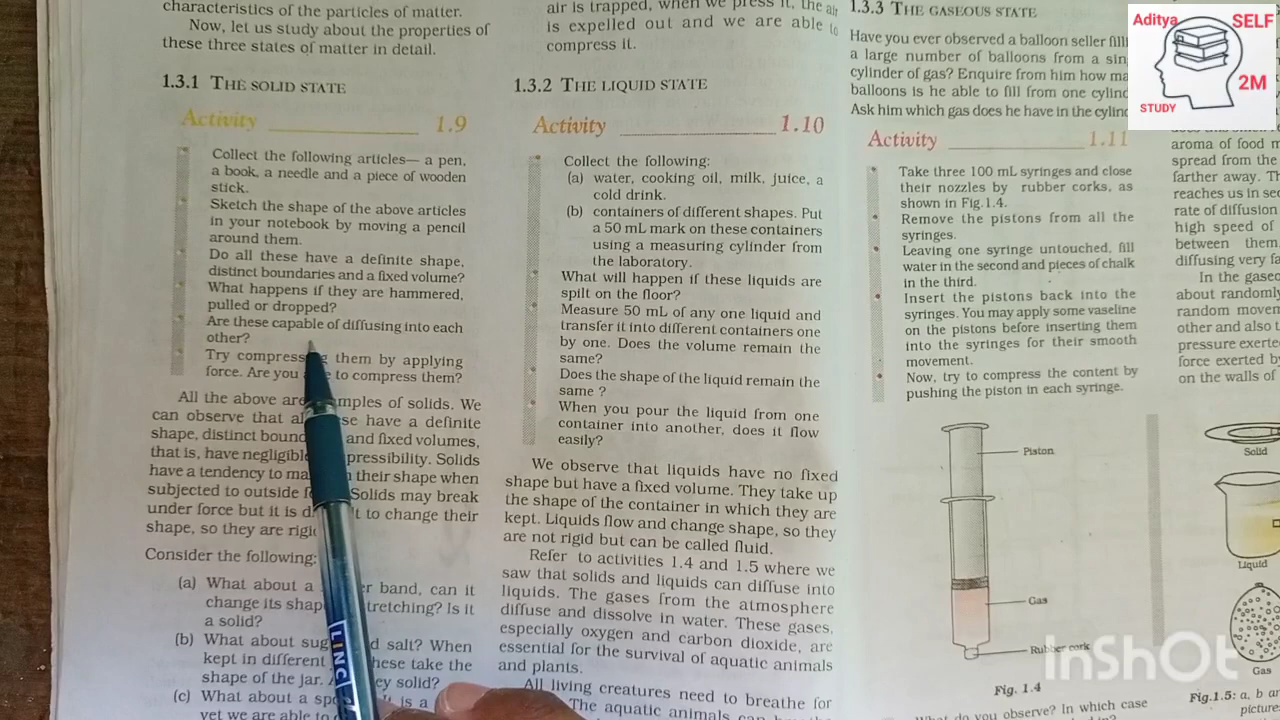 characteristics of the particles of matter.
Now, let us study about the properties of
these three states of matter in detail.
1.3.1 THE SOLID STATE
Activity 1.9
Collect the following articles— a pen,
a book, a needle and a piece of wooden
stick.
Sketch the shape of the above articles
in your notebook by moving a pencil
around them.
Do all these have a definite shape,
distinct boundaries and a fixed volume?
What happens if they are hammered,
pulled or dropped?
Are these capable of diffusing into each
other?
Try compressing them by applying
force. Are you to compress them?
All the above are of solids. We
can observe that have a definite
shape, distinct and fixed volumes,
that is, have negligible Solids
have a tendency to their shape when
subjected to outside Solids may break
under force but it is to change their
shape, so they are
Consider the following:
(a) What about a band, can it
change its stretching? Is it
a solid?
(b) What about salt? When
kept in different these take the
shape of the jar. solid?
(c) What about a is a
yet we are able to
air is trapped, when we press it, the air
is expelled out and we are able to
compress it.
1.3.2 THE LIQUID STATE
Activity 1.10
Collect the following:
(a) water, cooking oil, milk, juice, a
cold drink.
(b) containers of different shapes. Put
a 50 mL mark on these containers
using a measuring cylinder from
the laboratory.
What will happen if these liquids are
spilt on the floor?
Measure 50 mL of any one liquid and
transfer it into different containers one
by one. Does the volume remain the
same?
Does the shape of the liquid remain the
same ?
When you pour the liquid from one
container into another, does it flow
easily?
We observe that liquids have no fixed
shape but have a fixed volume. They take up
the shape of the container in which they are
kept. Liquids flow and change shape, so they
are not rigid but can be called fluid.
Refer to activities 1.4 and 1.5 where we
saw that solids and liquids can diffuse into
liquids. The gases from the atmosphere
diffuse and dissolve in water. These gases,
especially oxygen and carbon dioxide, are
essential for the survival of aquatic animals
and plants.
All living creatures need to breathe for
The aquatic animals can
1.3.3 THE GASEOUS STATE
Have you ever observed a balloon seller
a large number of balloons from a
cylinder of gas? Enquire from him how
balloons is he able to fill from one
Ask him which gas does he have in the
Activity 1.11
Take three 100 mL syringes and close
their nozzles by rubber corks, as
shown in Fig.1.4.
Remove the pistons from all the
syringes.
Leaving one syringe untouched, fill
water in the second and pieces of chalk
in the third.
Insert the pistons back into the
syringes. You may apply some vaseline
on the pistons before inserting them
into the syringes for their smooth
movement.
Now, try to compress the content by
pushing the piston in each syringe.
Piston
Gas
Rubber cork
Fig. 1.4
do you observe? In which case
aroma of food
spread from the
farther away.
reaches us in
rate of diffusion
high speed of
between them,
diffusing very
In the
about randomly
random
other and also
pressure
force exerted by
on the walls of
Solid
Liquid
Gas
Fig.1.5: a, b
Aditya SELF
2M
STUDY
LINC
InShOt